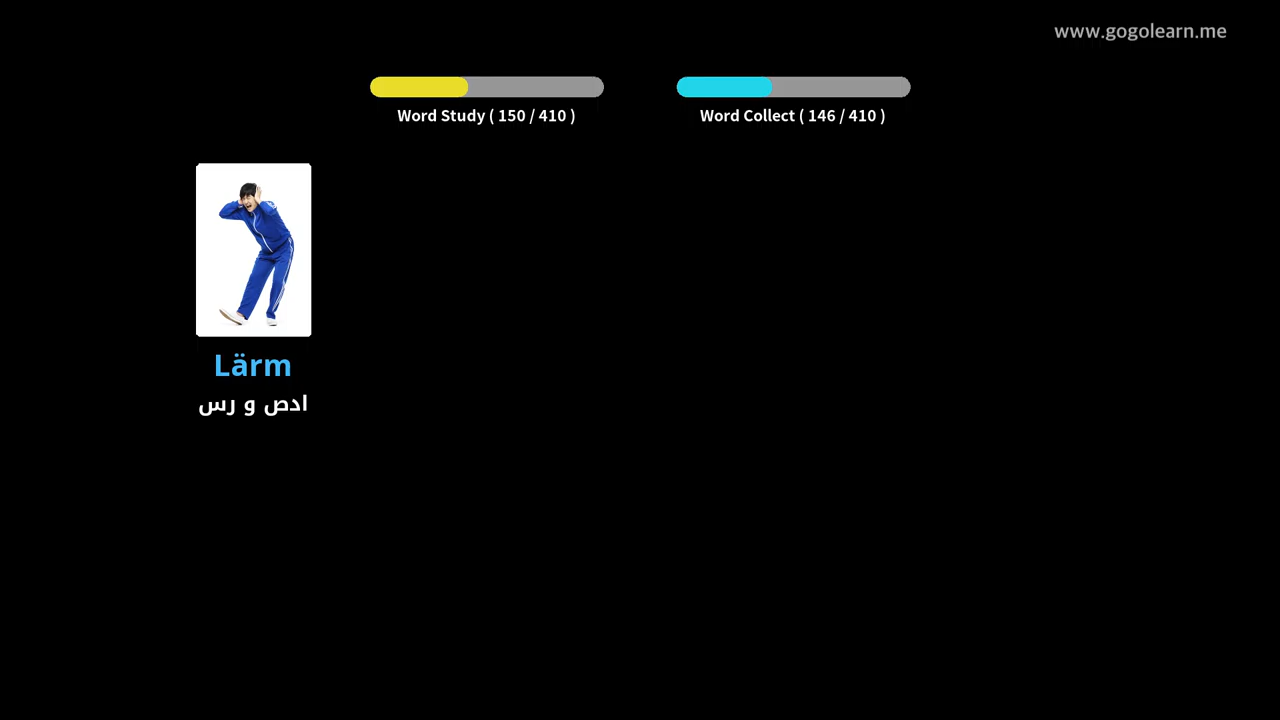 www.gogolearn.me
Word Study ( 150 / 410 )
Word Collect ( 146 / 410 )
Lärm
ادص و رس